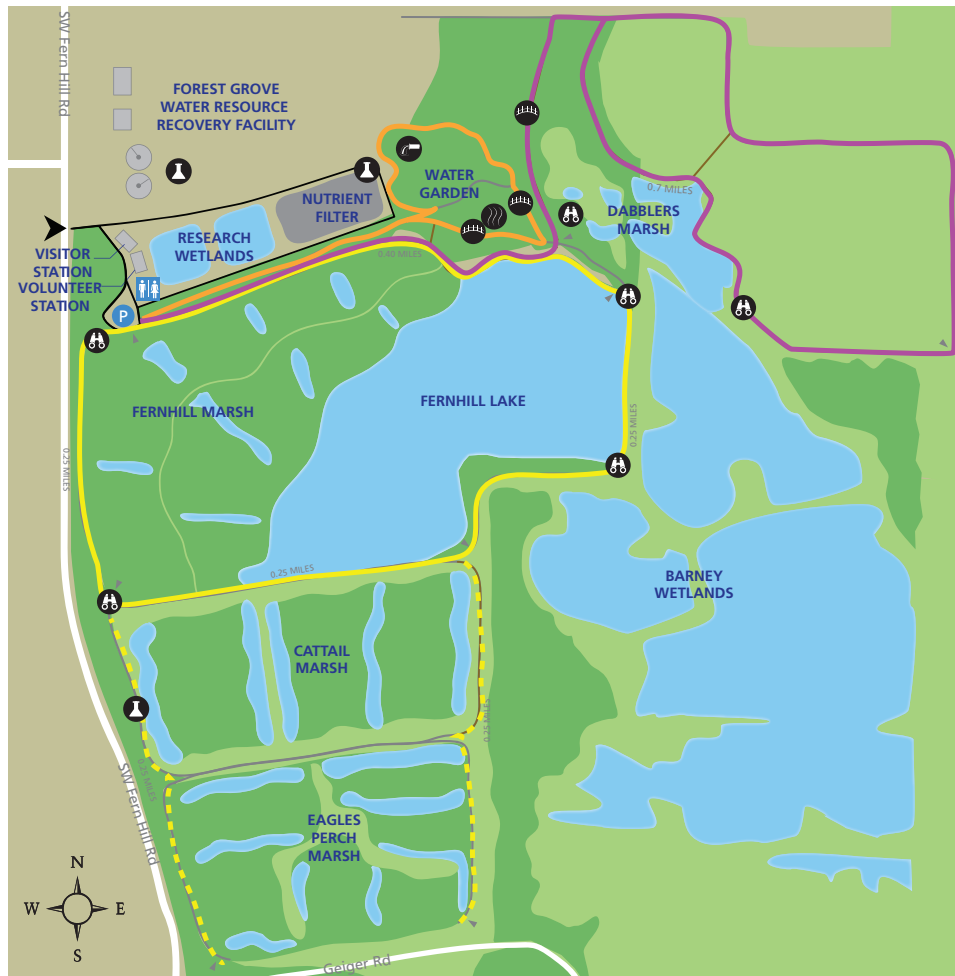 SW Fern Hill Rd
FOREST GROVE
WATER RESOURCE
RECOVERY FACILITY
WATER
GARDEN
NUTRIENT
FILTER
0.7 MILES
DABBLERS
MARSH
RESEARCH
WETLANDS
VISITOR
STATION
VOLUNTEER
STATION
P
0.40 MILES
FERNHILL MARSH
FERNHILL LAKE
0.25 MILES
0.25 MILES
0.25 MILES
BARNEY
WETLANDS
CATTAIL
MARSH
0.25 MILES
0.25 MILES
SW Fern Hill Rd
EAGLES
PERCH
MARSH
N
W E
S
Geiger Rd